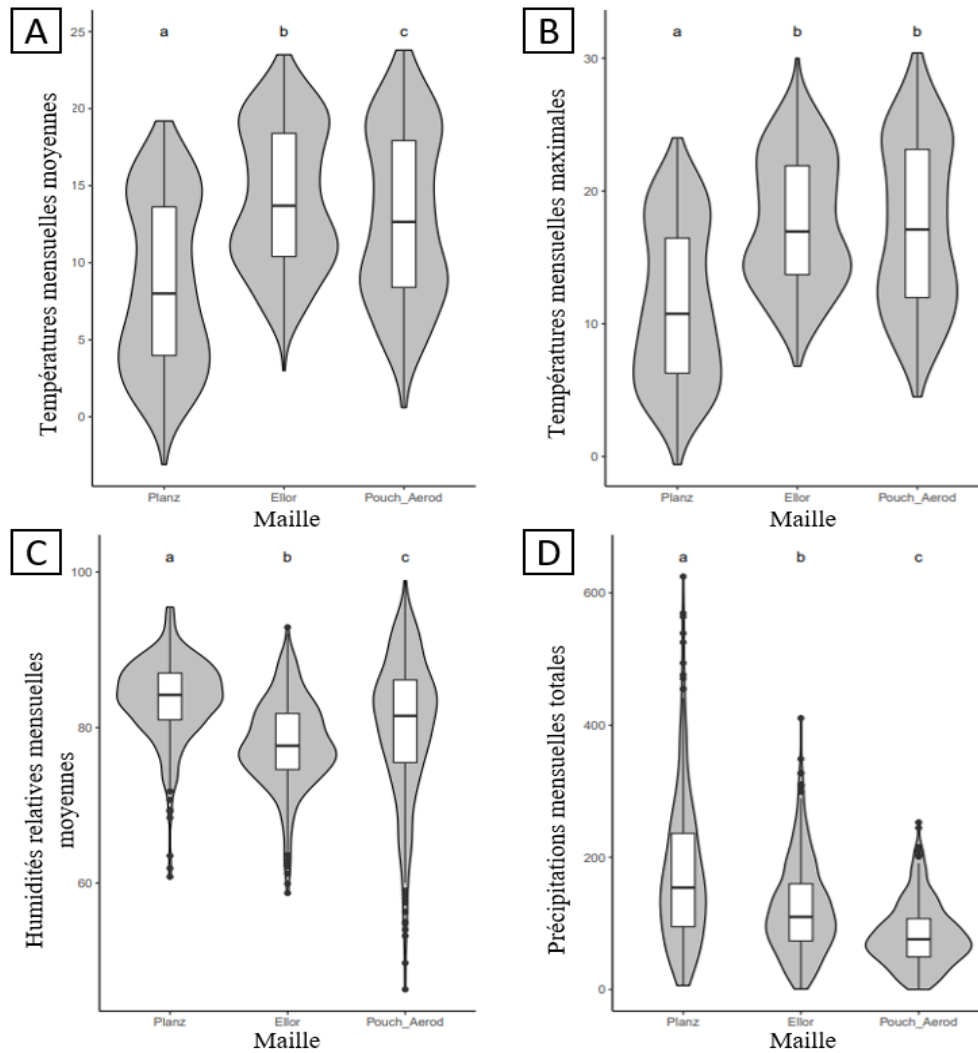 A
Températures mensuelles moyennes
25
20
15
10
5
0
a b c
Planz Ellor Pouch_Aerod
Maille
B
Températures mensuelles maximales
30
20
10
0
a b b
Planz Ellor Pouch_Aerod
Maille
C
Humidités relatives mensuelles
moyennes
100
80
60
a b c
Planz Ellor Pouch_Aerod
Maille
D
Précipitations mensuelles totales
600
400
200
0
a b c
Planz Ellor Pouch_Aerod
Maille